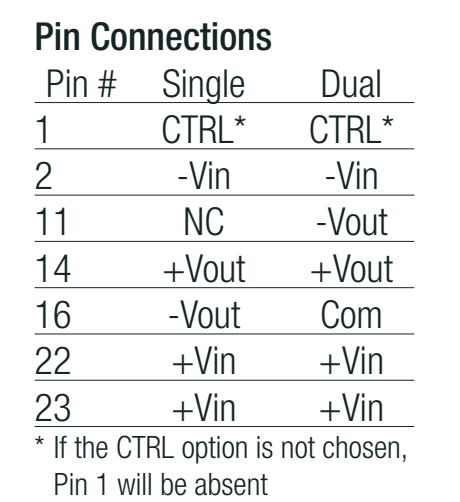 Pin Connections
Pin # Single Dual
1 CTRL* CTRL*
2 -Vin -Vin
11 NC -Vout
14 +Vout +Vout
16 -Vout Com
22 +Vin +Vin
23 +Vin +Vin
* If the CTRL option is not chosen,
Pin 1 will be absent